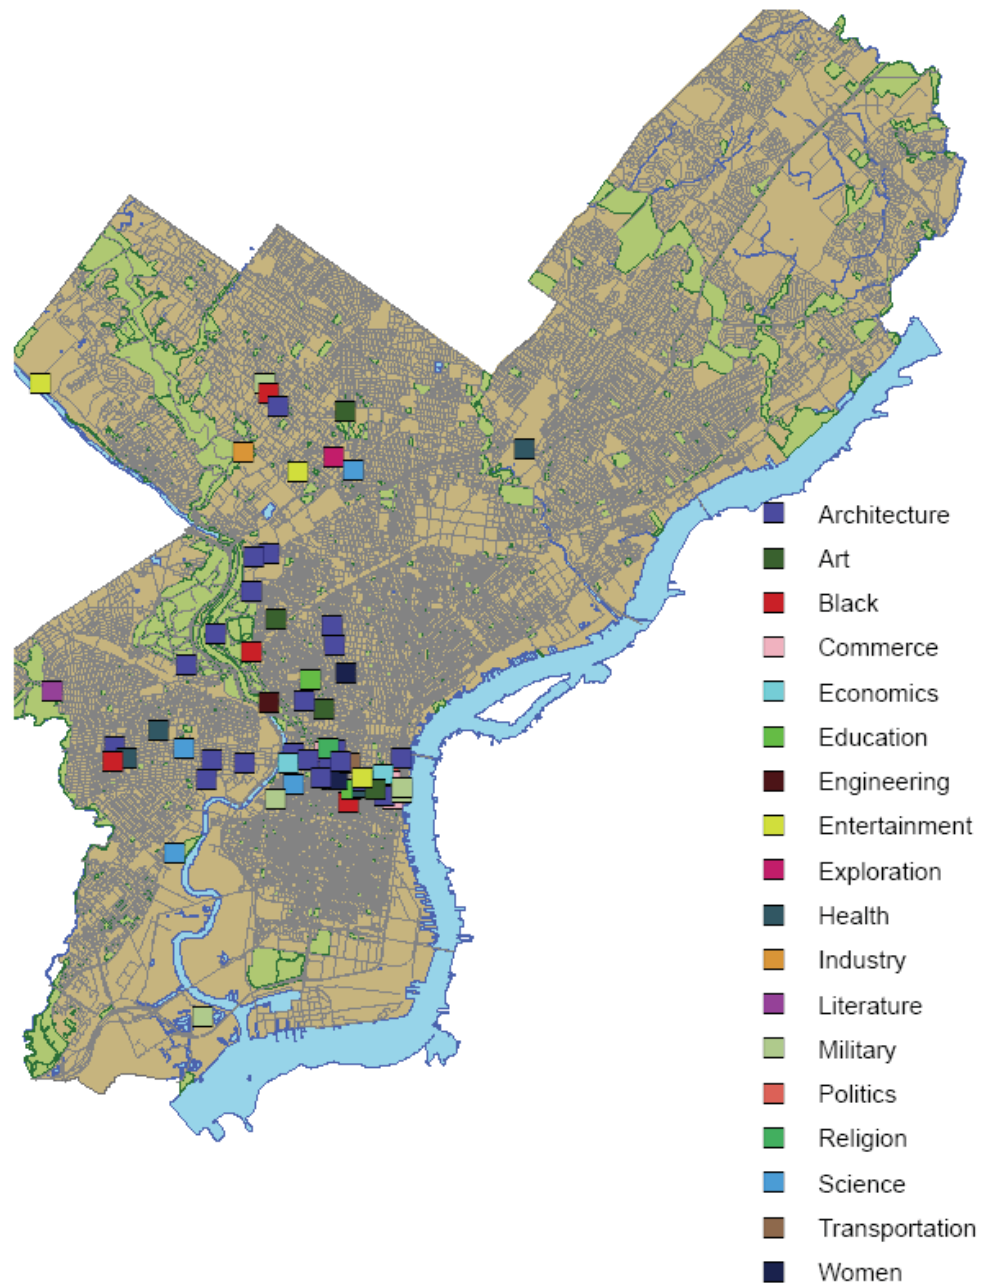 Architecture
Art
Black
Commerce
Economics
Education
Engineering
Entertainment
Exploration
Health
Industry
Literature
Military
Politics
Religion
Science
Transportation
Women